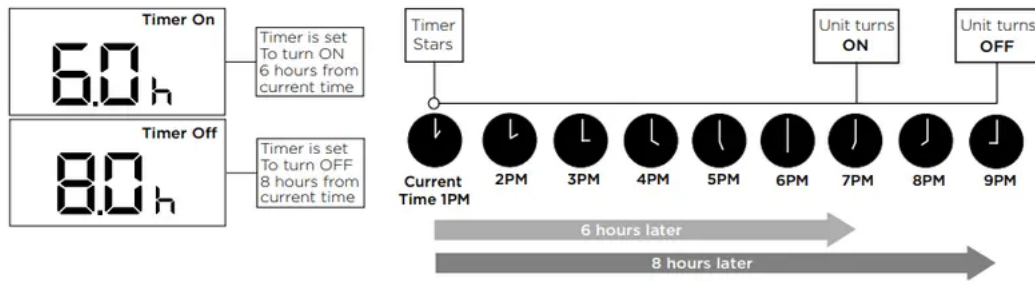 Timer On
6.0 h
Timer is set
To turn ON
6 hours from
current time
Timer Off
8.0 h
Timer is set
To turn OFF
8 hours from
current time
Timer
Stars
Unit turns
ON
Unit turns
OFF
Current
Time 1PM
2PM
3PM
4PM
5PM
6PM
7PM
8PM
9PM
6 hours later
8 hours later